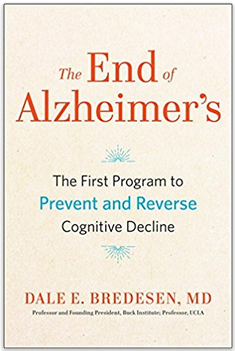 The End of
Alzheimer's
The First Program to
Prevent and Reverse
Cognitive Decline
DALE E. BREDESEN, MD
Professor and Founding President, Buck Institute; Professor, UCLA